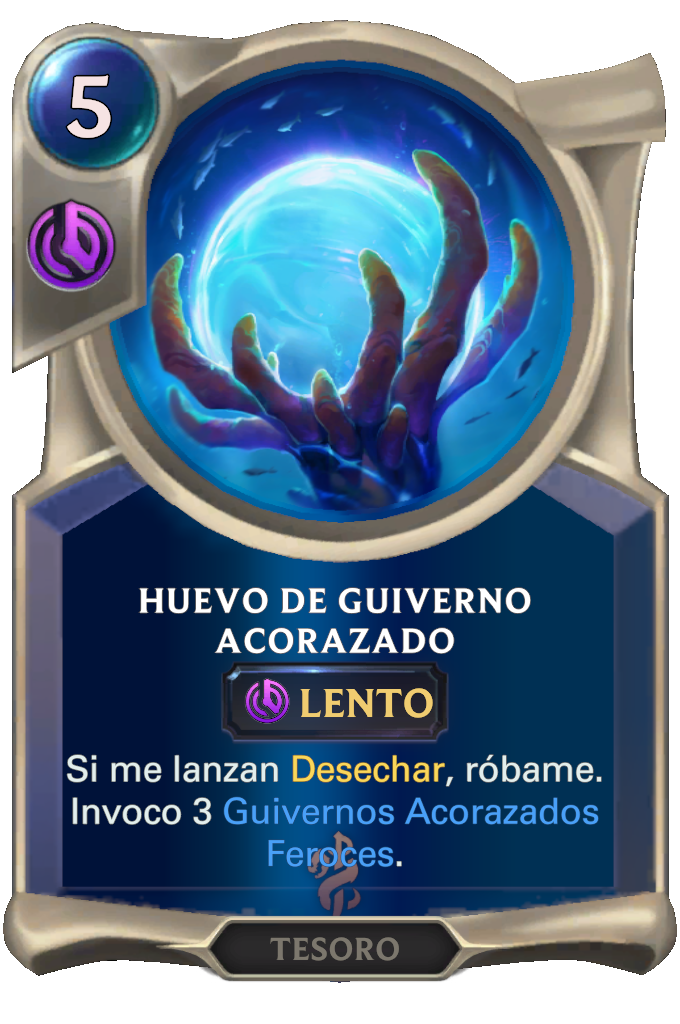 5
HUEVO DE GUIVERNO
ACORAZADO
LENTO
Si me lanzan Desechar, róbame.
Invoco 3 Guivernos Acorazados
Feroces.
TESORO